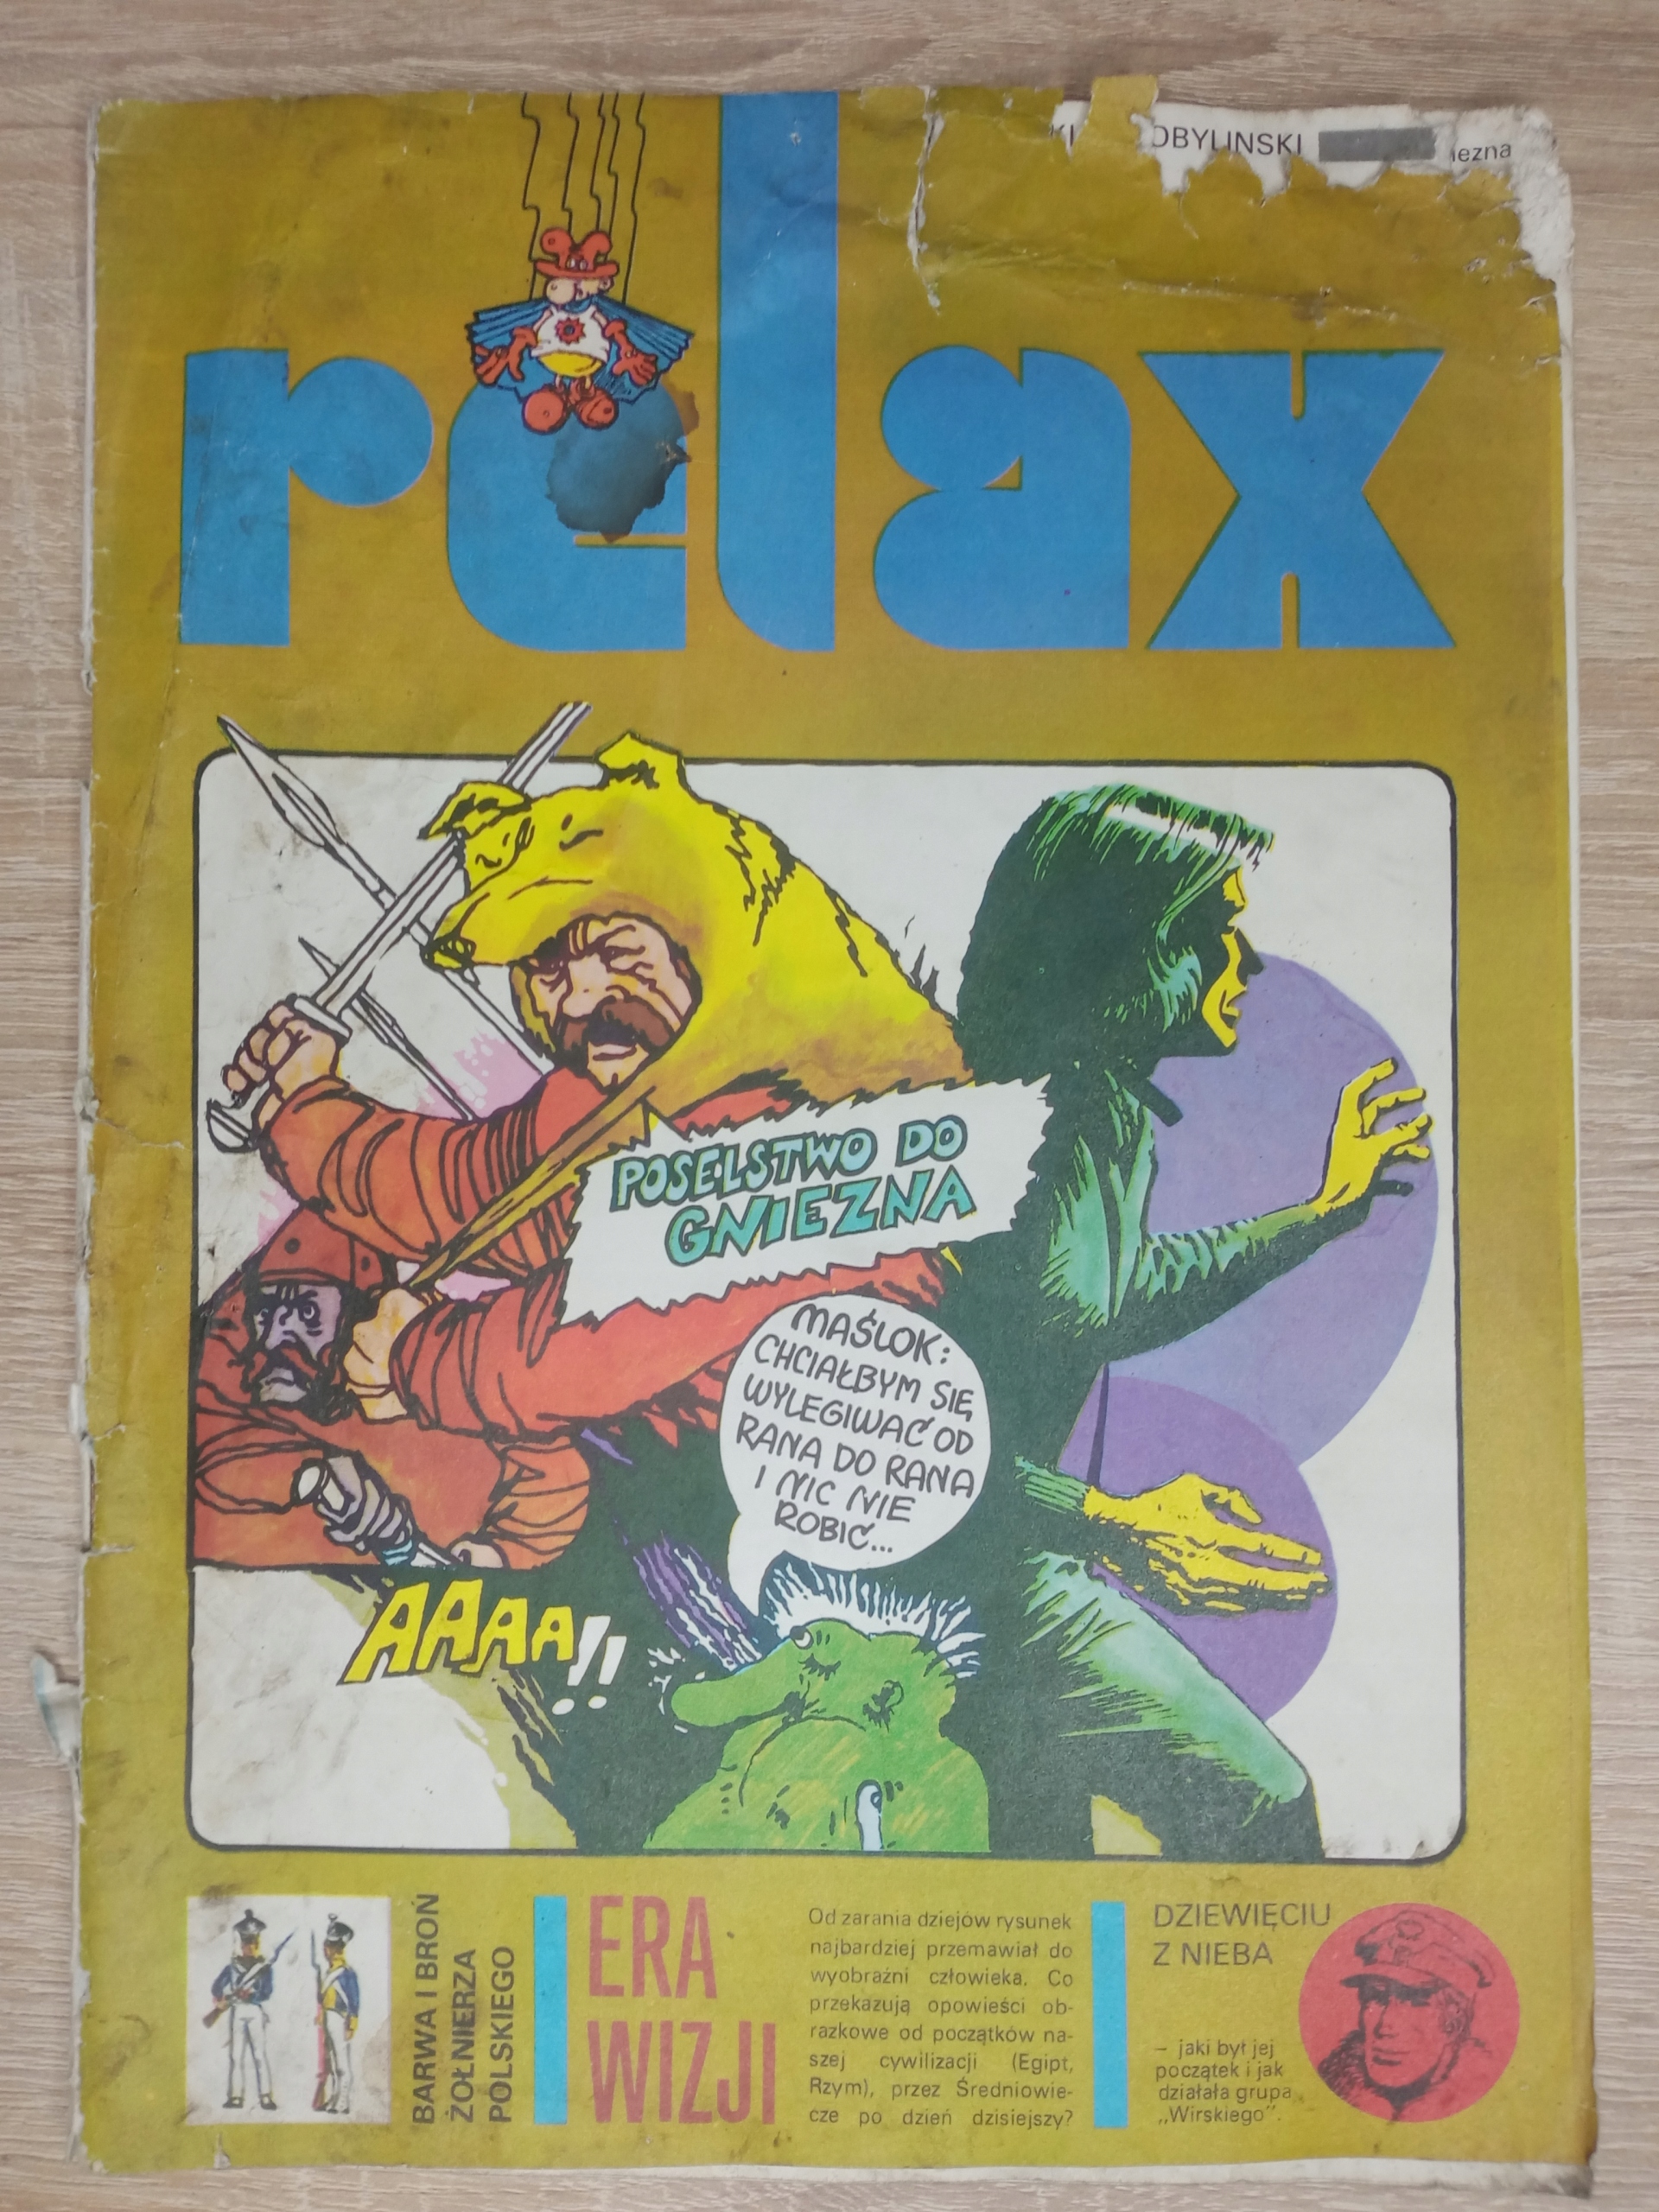 OBYLINSKI
relax
POSELSTWO DO
GNIEZNA
MAŚLOK:
CHCIAŁBYM SIĘ
WYLEGIWAĆ OD
RANA DO RANA
I NIC NIE
ROBIĆ...
AAAA!!
BARWA I BROŃ
ŻOŁNIERZA
POLSKIEGO
ERA
WIZJI
Od zarania dziejów rysunek
najbardziej przemawiał do
wyobraźni człowieka. Co
przekazują opowieści ob-
razkowe od początków na-
szej cywilizacji (Egipt,
Rzym), przez Średniowie-
cze po dzień dzisiejszy?
DZIEWIĘCIU
Z NIEBA
– jaki był jej
początek i jak
działała grupa
„Wirskiego”.